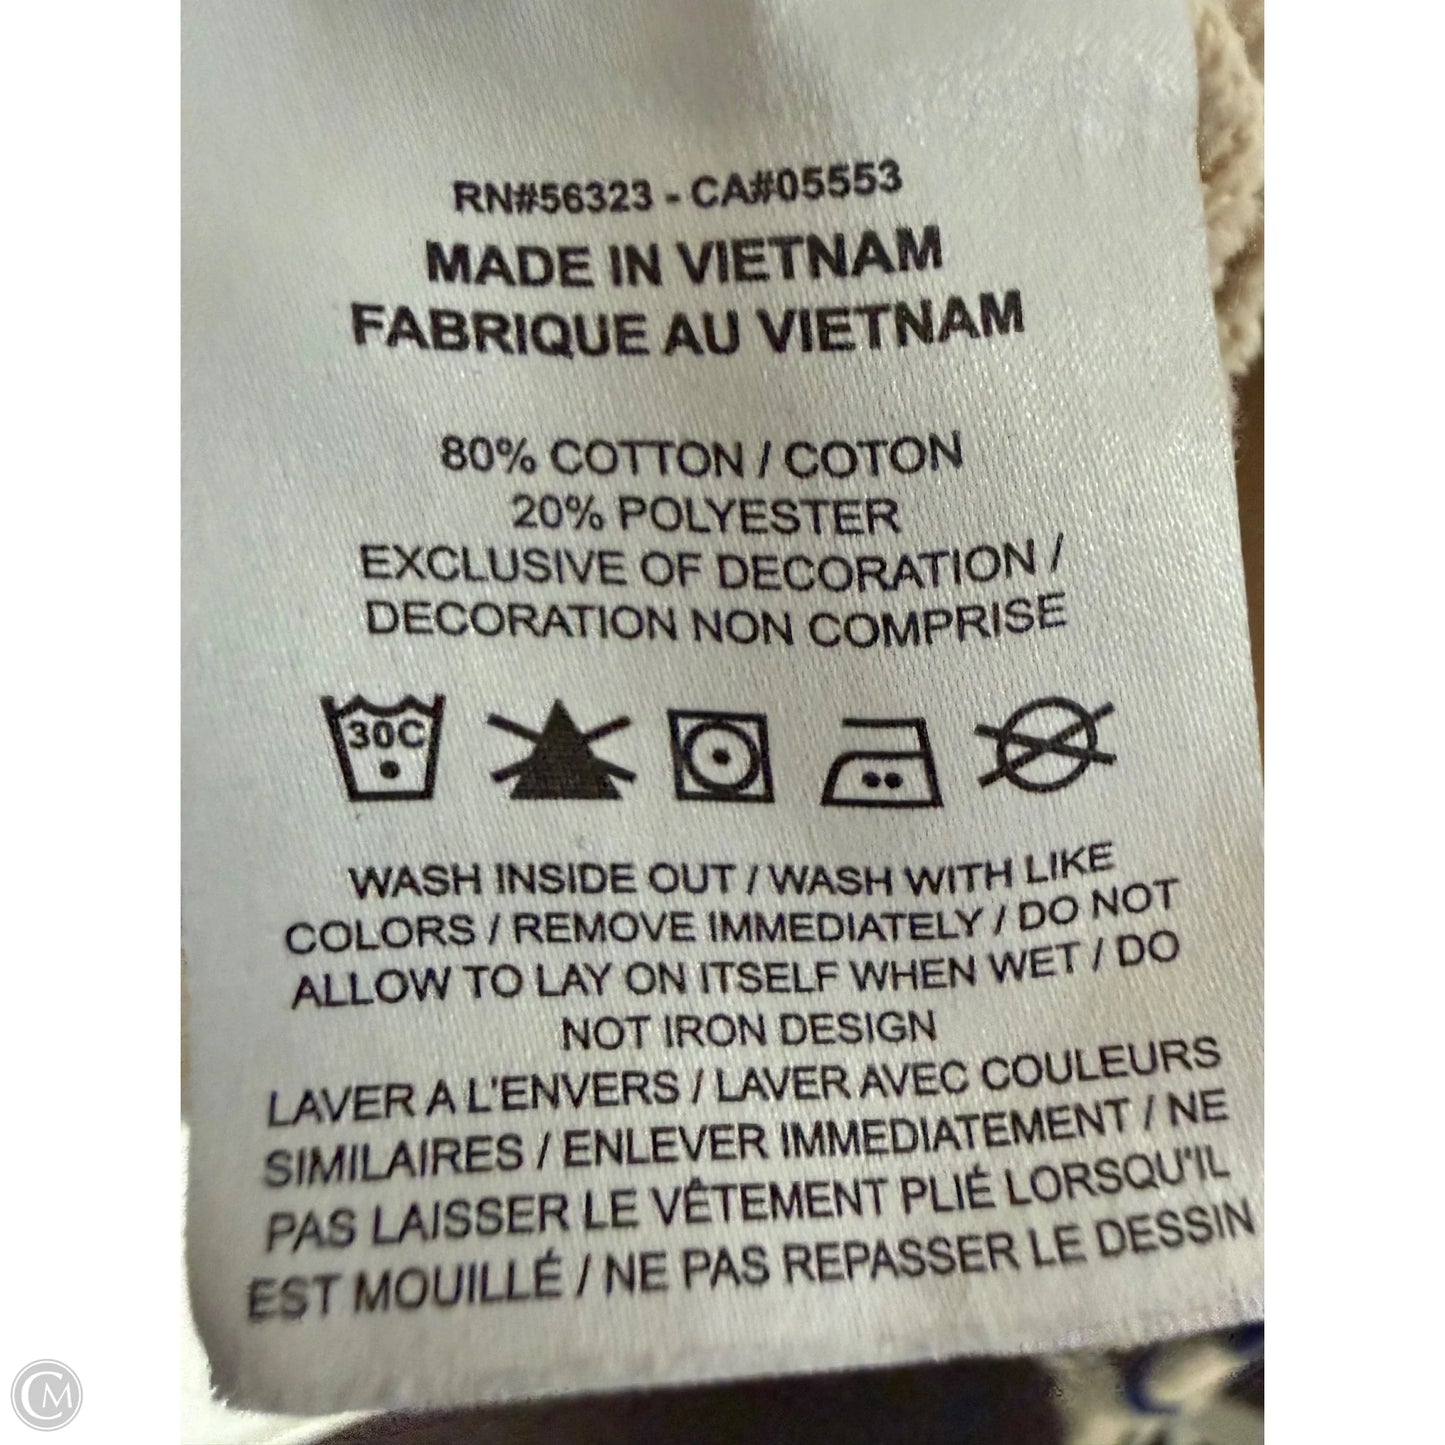 RN#56323 - CA#05553
MADE IN VIETNAM
FABRIQUE AU VIETNAM
80% COTTON / COTON
20% POLYESTER
EXCLUSIVE OF DECORATION /
DECORATION NON COMPRISE
30C
WASH INSIDE OUT / WASH WITH LIKE
COLORS / REMOVE IMMEDIATELY / DO NOT
ALLOW TO LAY ON ITSELF WHEN WET / DO
NOT IRON DESIGN
LAVER A L'ENVERS / LAVER AVEC COULEURS
SIMILAIRES / ENLEVER IMMEDIATEMENT / NE
PAS LAISSER LE VÊTEMENT PLIÉ LORSQU'IL
EST MOUILLÉ / NE PAS REPASSER LE DESSIN
CM